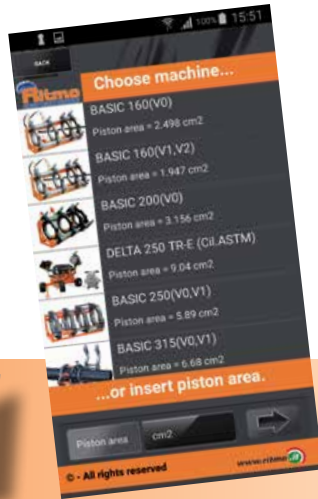 100% 15:51
BACK
Ritmo
Choose machine...
BASIC 160(V0)
Piston area = 2.498 cm2
BASIC 160(V1,V2)
Piston area = 1.947 cm2
BASIC 200(V0)
Piston area = 3.156 cm2
DELTA 250 TR-E (Cil.ASTM)
Piston area = 9.04 cm2
BASIC 250(V0,V1)
Piston area = 5.89 cm2
BASIC 315(V0,V1)
Piston area = 6.68 cm2
...or insert piston area.
Piston area cm2
© - All rights reserved www.ritmo.it